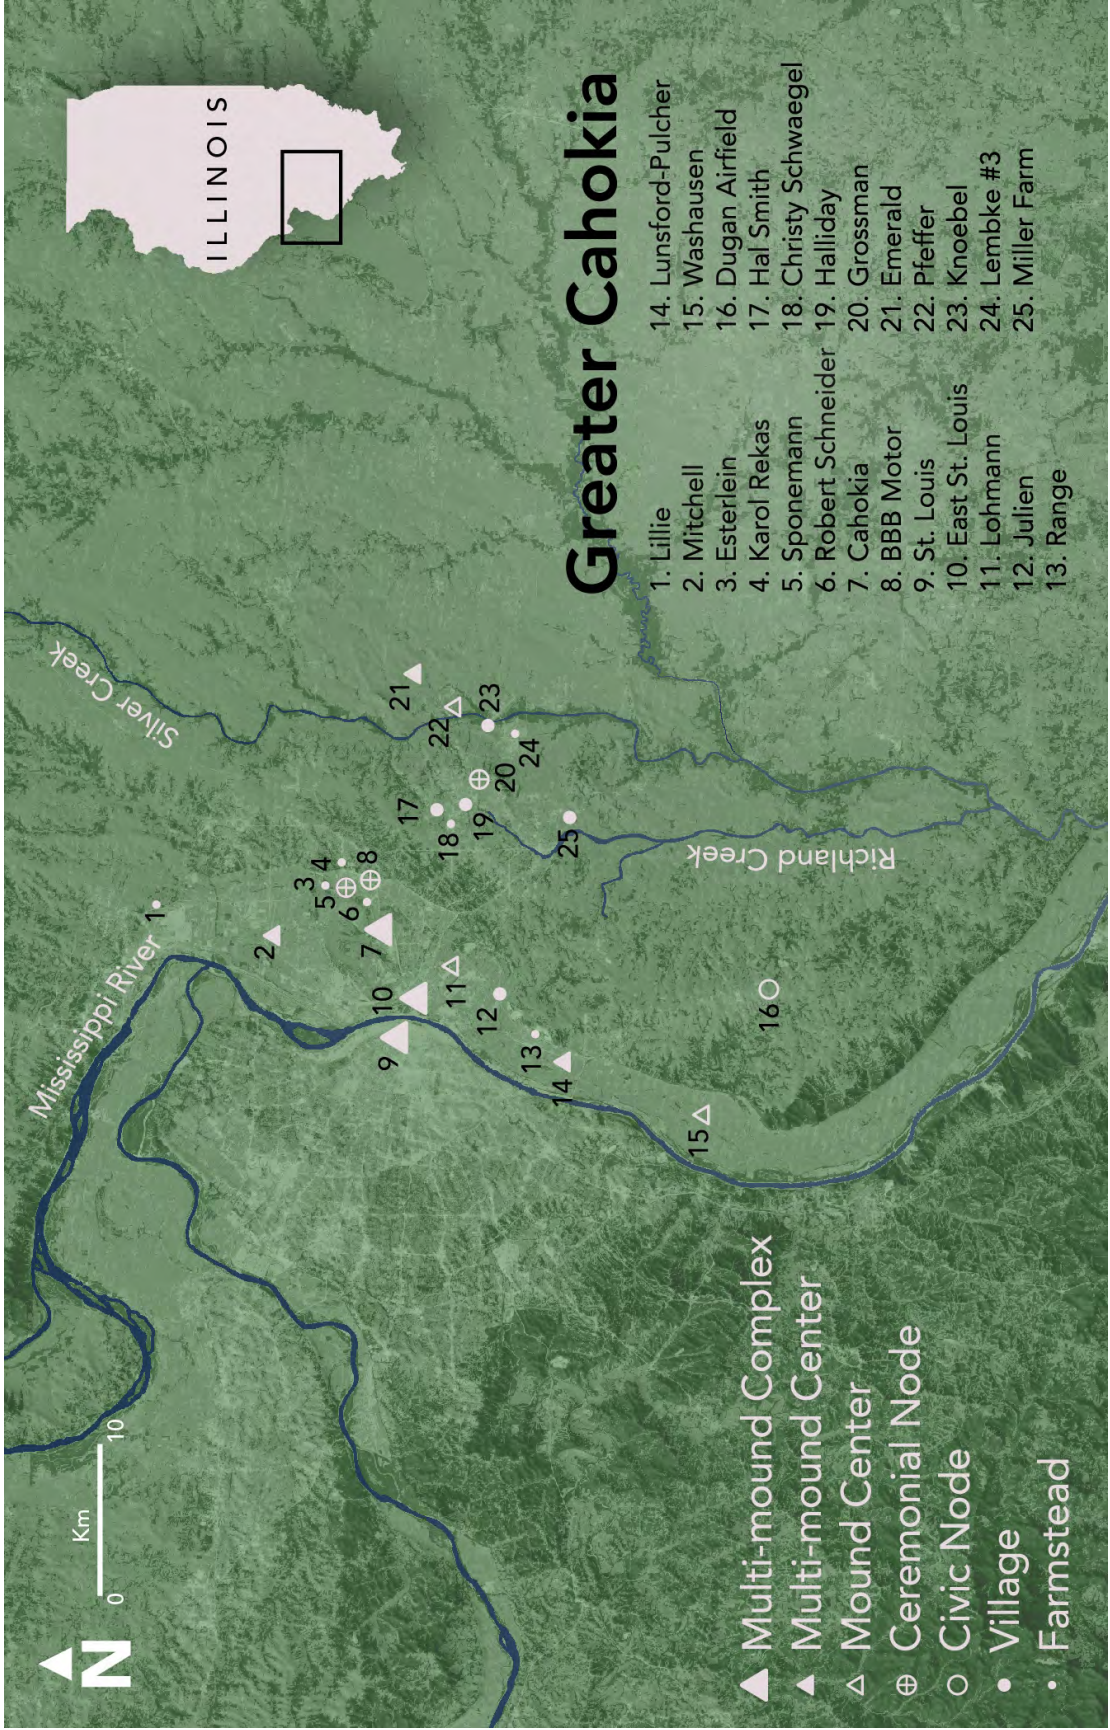 N
Km
0 10
ILLINOIS
Mississippi River
Silver Creek
Richland Creek
1
2
3
4
5
6
7
8
9
10
11
12
13
14
15
16
17
18
19
20
21
22
23
24
25
Multi-mound Complex
Multi-mound Center
Mound Center
Ceremonial Node
Civic Node
Village
Farmstead
Greater Cahokia
1. Lillie
2. Mitchell
3. Esterlein
4. Karol Rekas
5. Sponemann
6. Robert Schneider
7. Cahokia
8. BBB Motor
9. St. Louis
10. East St. Louis
11. Lohmann
12. Julien
13. Range
14. Lunsford-Pulcher
15. Washausen
16. Dugan Airfield
17. Hal Smith
18. Christy Schwaegel
19. Halliday
20. Grossman
21. Emerald
22. Pfeffer
23. Knoebel
24. Lembke #3
25. Miller Farm